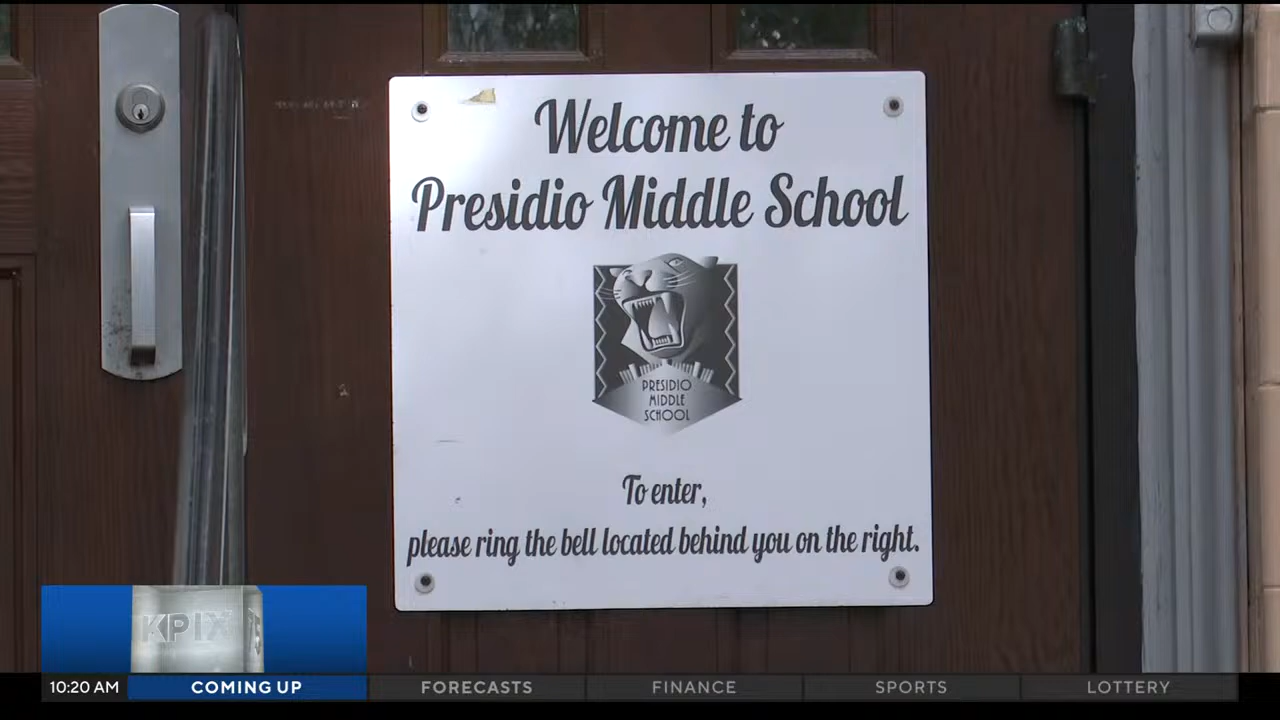 Welcome to
Presidio Middle School
PRESIDIO
MIDDLE
SCHOOL
To enter,
please ring the bell located behind you on the right.
KPIX
10:20 AM COMING UP FORECASTS FINANCE SPORTS LOTTERY